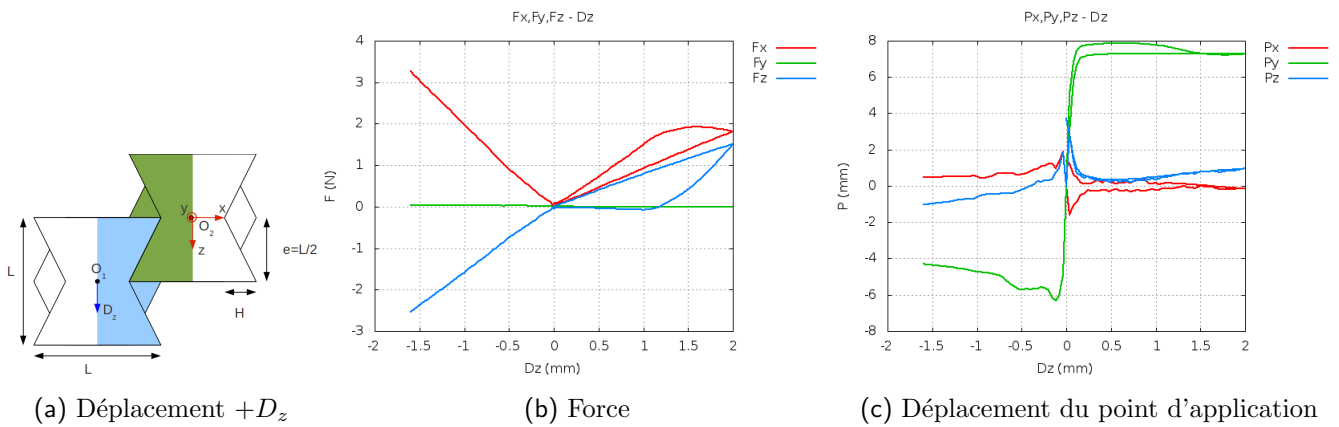 y
x
O2
z
O1
Dz
L
e=L/2
H
L
(a) Déplacement +Dz
Fx,Fy,Fz - Dz
Fx
Fy
Fz
F (N)
4
3
2
1
0
-1
-2
-3
-2 -1.5 -1 -0.5 0 0.5 1 1.5 2
Dz (mm)
(b) Force
Px,Py,Pz - Dz
Px
Py
Pz
P (mm)
8
6
4
2
0
-2
-4
-6
-8
-2 -1.5 -1 -0.5 0 0.5 1 1.5 2
Dz (mm)
(c) Déplacement du point d'application